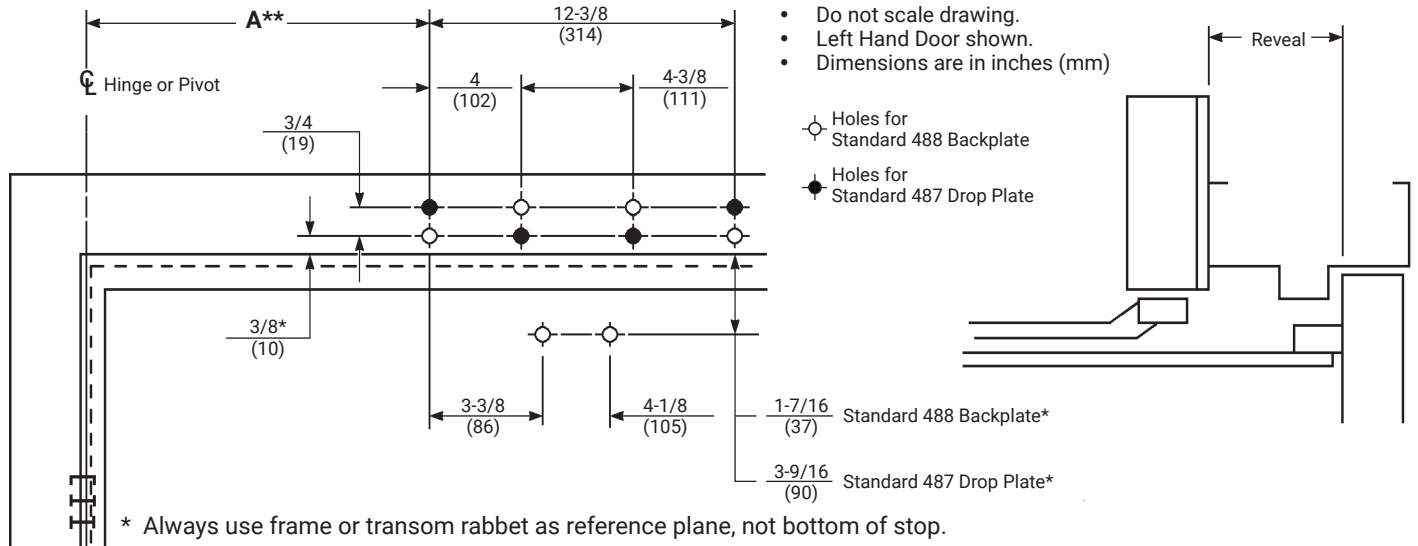 A**
12-3/8
(314)
• Do not scale drawing.
• Left Hand Door shown.
• Dimensions are in inches (mm)
Reveal
℄ Hinge or Pivot
4
(102)
4-3/8
(111)
3/4
(19)
Holes for
Standard 488 Backplate
Holes for
Standard 487 Drop Plate
3/8*
(10)
3-3/8
(86)
4-1/8
(105)
1-7/16
(37)
Standard 488 Backplate*
3-9/16
(90)
Standard 487 Drop Plate*
* Always use frame or transom rabbet as reference plane, not bottom of stop.